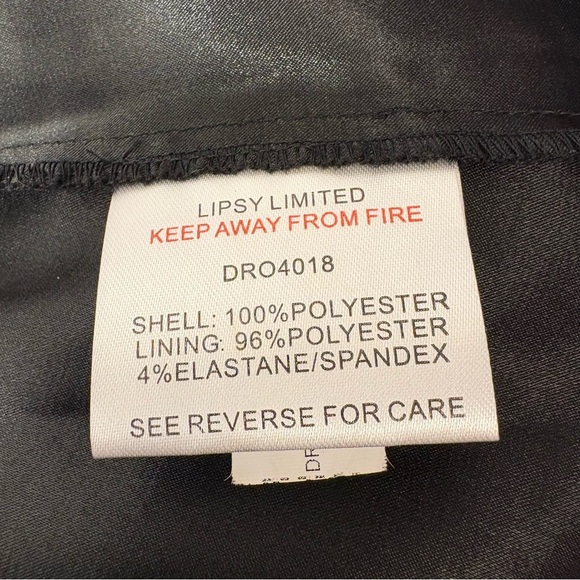 LIPSY LIMITED
KEEP AWAY FROM FIRE
DRO4018
SHELL: 100%POLYESTER
LINING: 96%POLYESTER
4%ELASTANE/SPANDEX
SEE REVERSE FOR CARE
DR